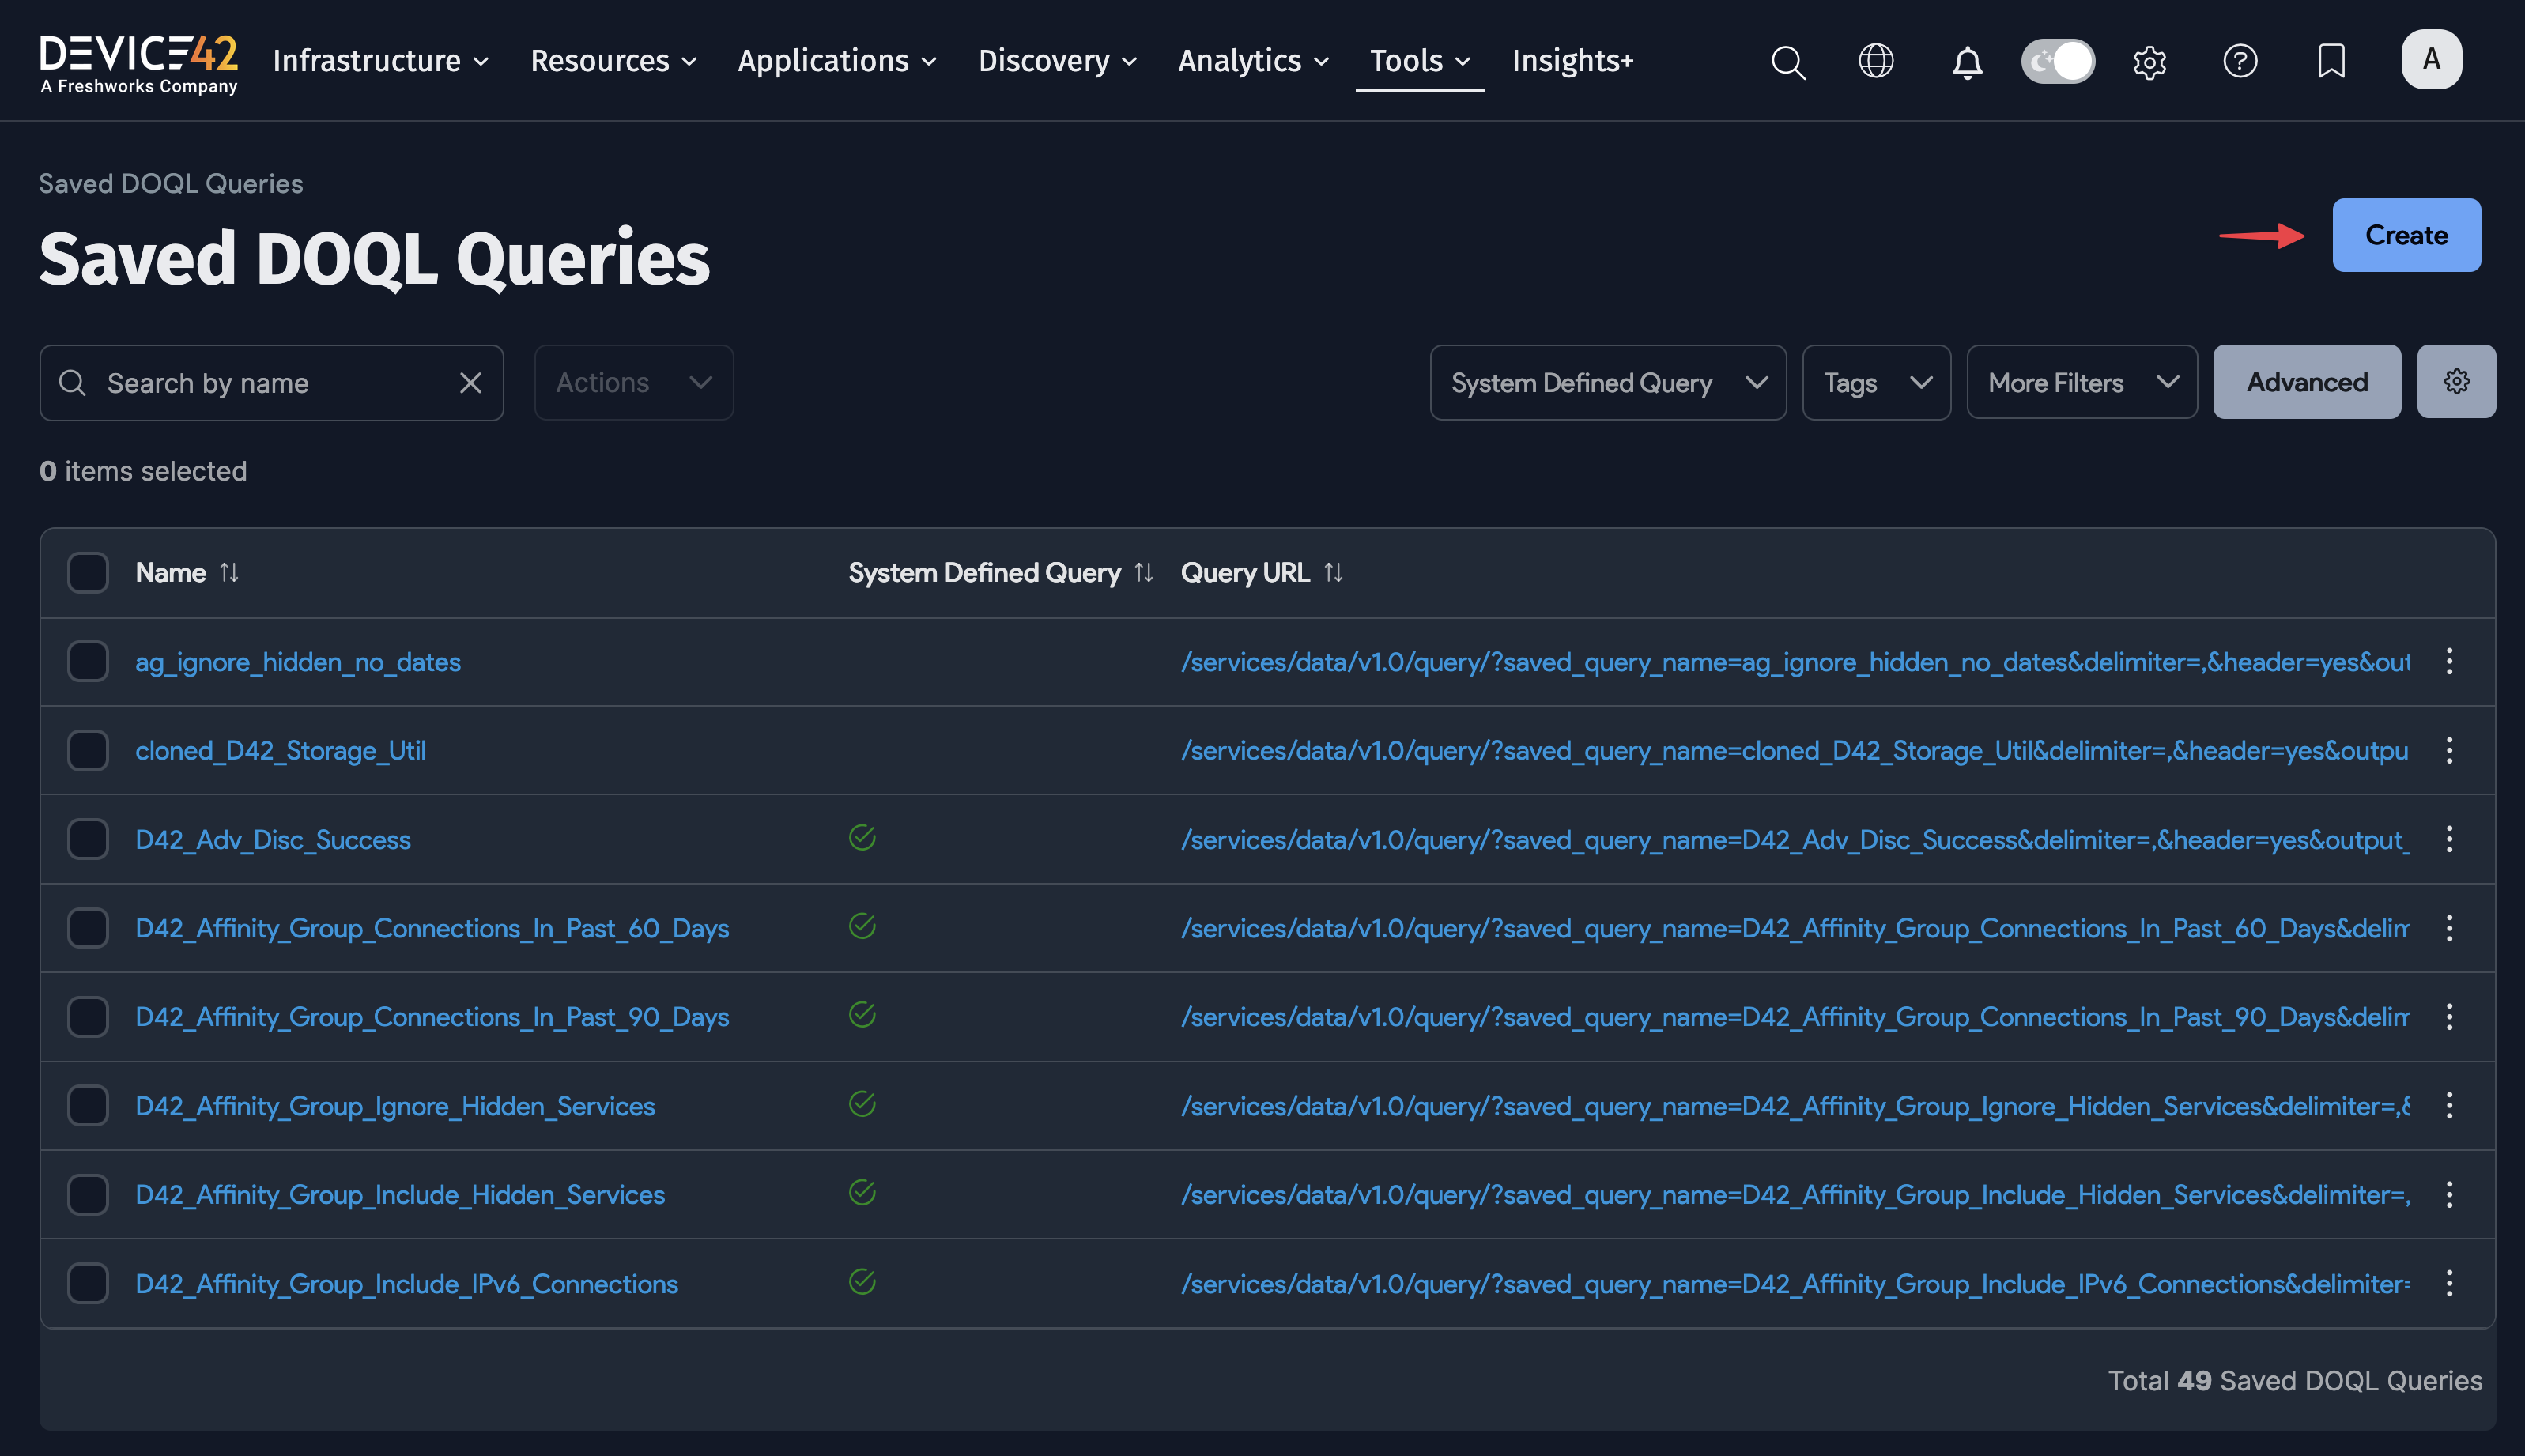 DEVICE42
A Freshworks Company
Infrastructure
Resources
Applications
Discovery
Analytics
Tools
Insights+
A
Saved DOQL Queries
Saved DOQL Queries
Create
Search by name
Actions
System Defined Query
Tags
More Filters
Advanced
0 items selected
Name
System Defined Query
Query URL
ag_ignore_hidden_no_dates
/services/data/v1.0/query/?saved_query_name=ag_ignore_hidden_no_dates&delimiter=,&header=yes&out
cloned_D42_Storage_Util
/services/data/v1.0/query/?saved_query_name=cloned_D42_Storage_Util&delimiter=,&header=yes&outpu
D42_Adv_Disc_Success
/services/data/v1.0/query/?saved_query_name=D42_Adv_Disc_Success&delimiter=,&header=yes&output_
D42_Affinity_Group_Connections_In_Past_60_Days
/services/data/v1.0/query/?saved_query_name=D42_Affinity_Group_Connections_In_Past_60_Days&delim
D42_Affinity_Group_Connections_In_Past_90_Days
/services/data/v1.0/query/?saved_query_name=D42_Affinity_Group_Connections_In_Past_90_Days&delim
D42_Affinity_Group_Ignore_Hidden_Services
/services/data/v1.0/query/?saved_query_name=D42_Affinity_Group_Ignore_Hidden_Services&delimiter=,&
D42_Affinity_Group_Include_Hidden_Services
/services/data/v1.0/query/?saved_query_name=D42_Affinity_Group_Include_Hidden_Services&delimiter=,
D42_Affinity_Group_Include_IPv6_Connections
/services/data/v1.0/query/?saved_query_name=D42_Affinity_Group_Include_IPv6_Connections&delimiter=
Total 49 Saved DOQL Queries